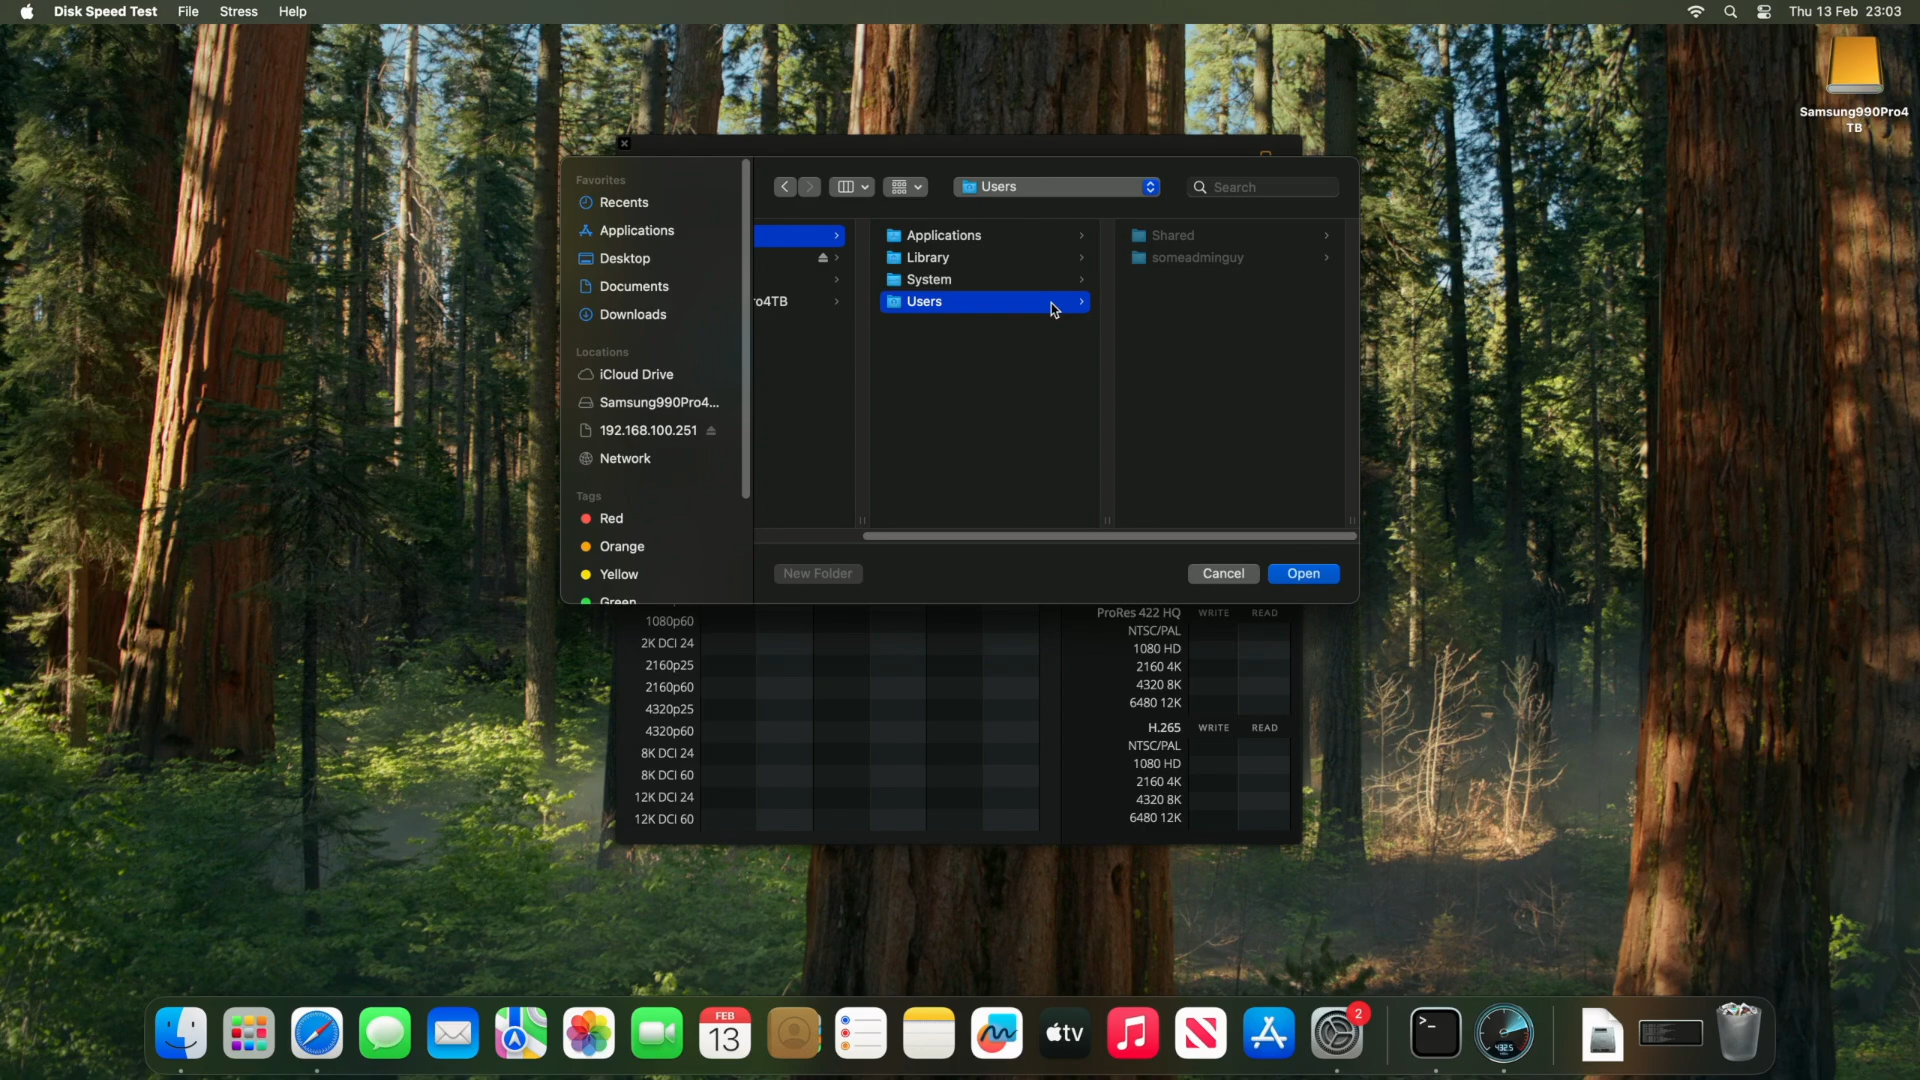 Disk Speed Test File Stress Help
Thu 13 Feb 23:03
Samsung990Pro4
TB
Favorites
Recents
Applications
Desktop
Documents
Downloads
Locations
iCloud Drive
Samsung990Pro4...
192.168.100.251
Network
Tags
Red
Orange
Yellow
Green
Users
Search
o4TB
Applications
Library
System
Users
Shared
someadminguy
New Folder
Cancel
Open
1080p60
2K DCI 24
2160p25
2160p60
4320p25
4320p60
8K DCI 24
8K DCI 60
12K DCI 24
12K DCI 60
ProRes 422 HQ WRITE READ
NTSC/PAL
1080 HD
2160 4K
4320 8K
6480 12K
H.265 WRITE READ
NTSC/PAL
1080 HD
2160 4K
4320 8K
6480 12K
FEB
13
tv
2
>_
432.5